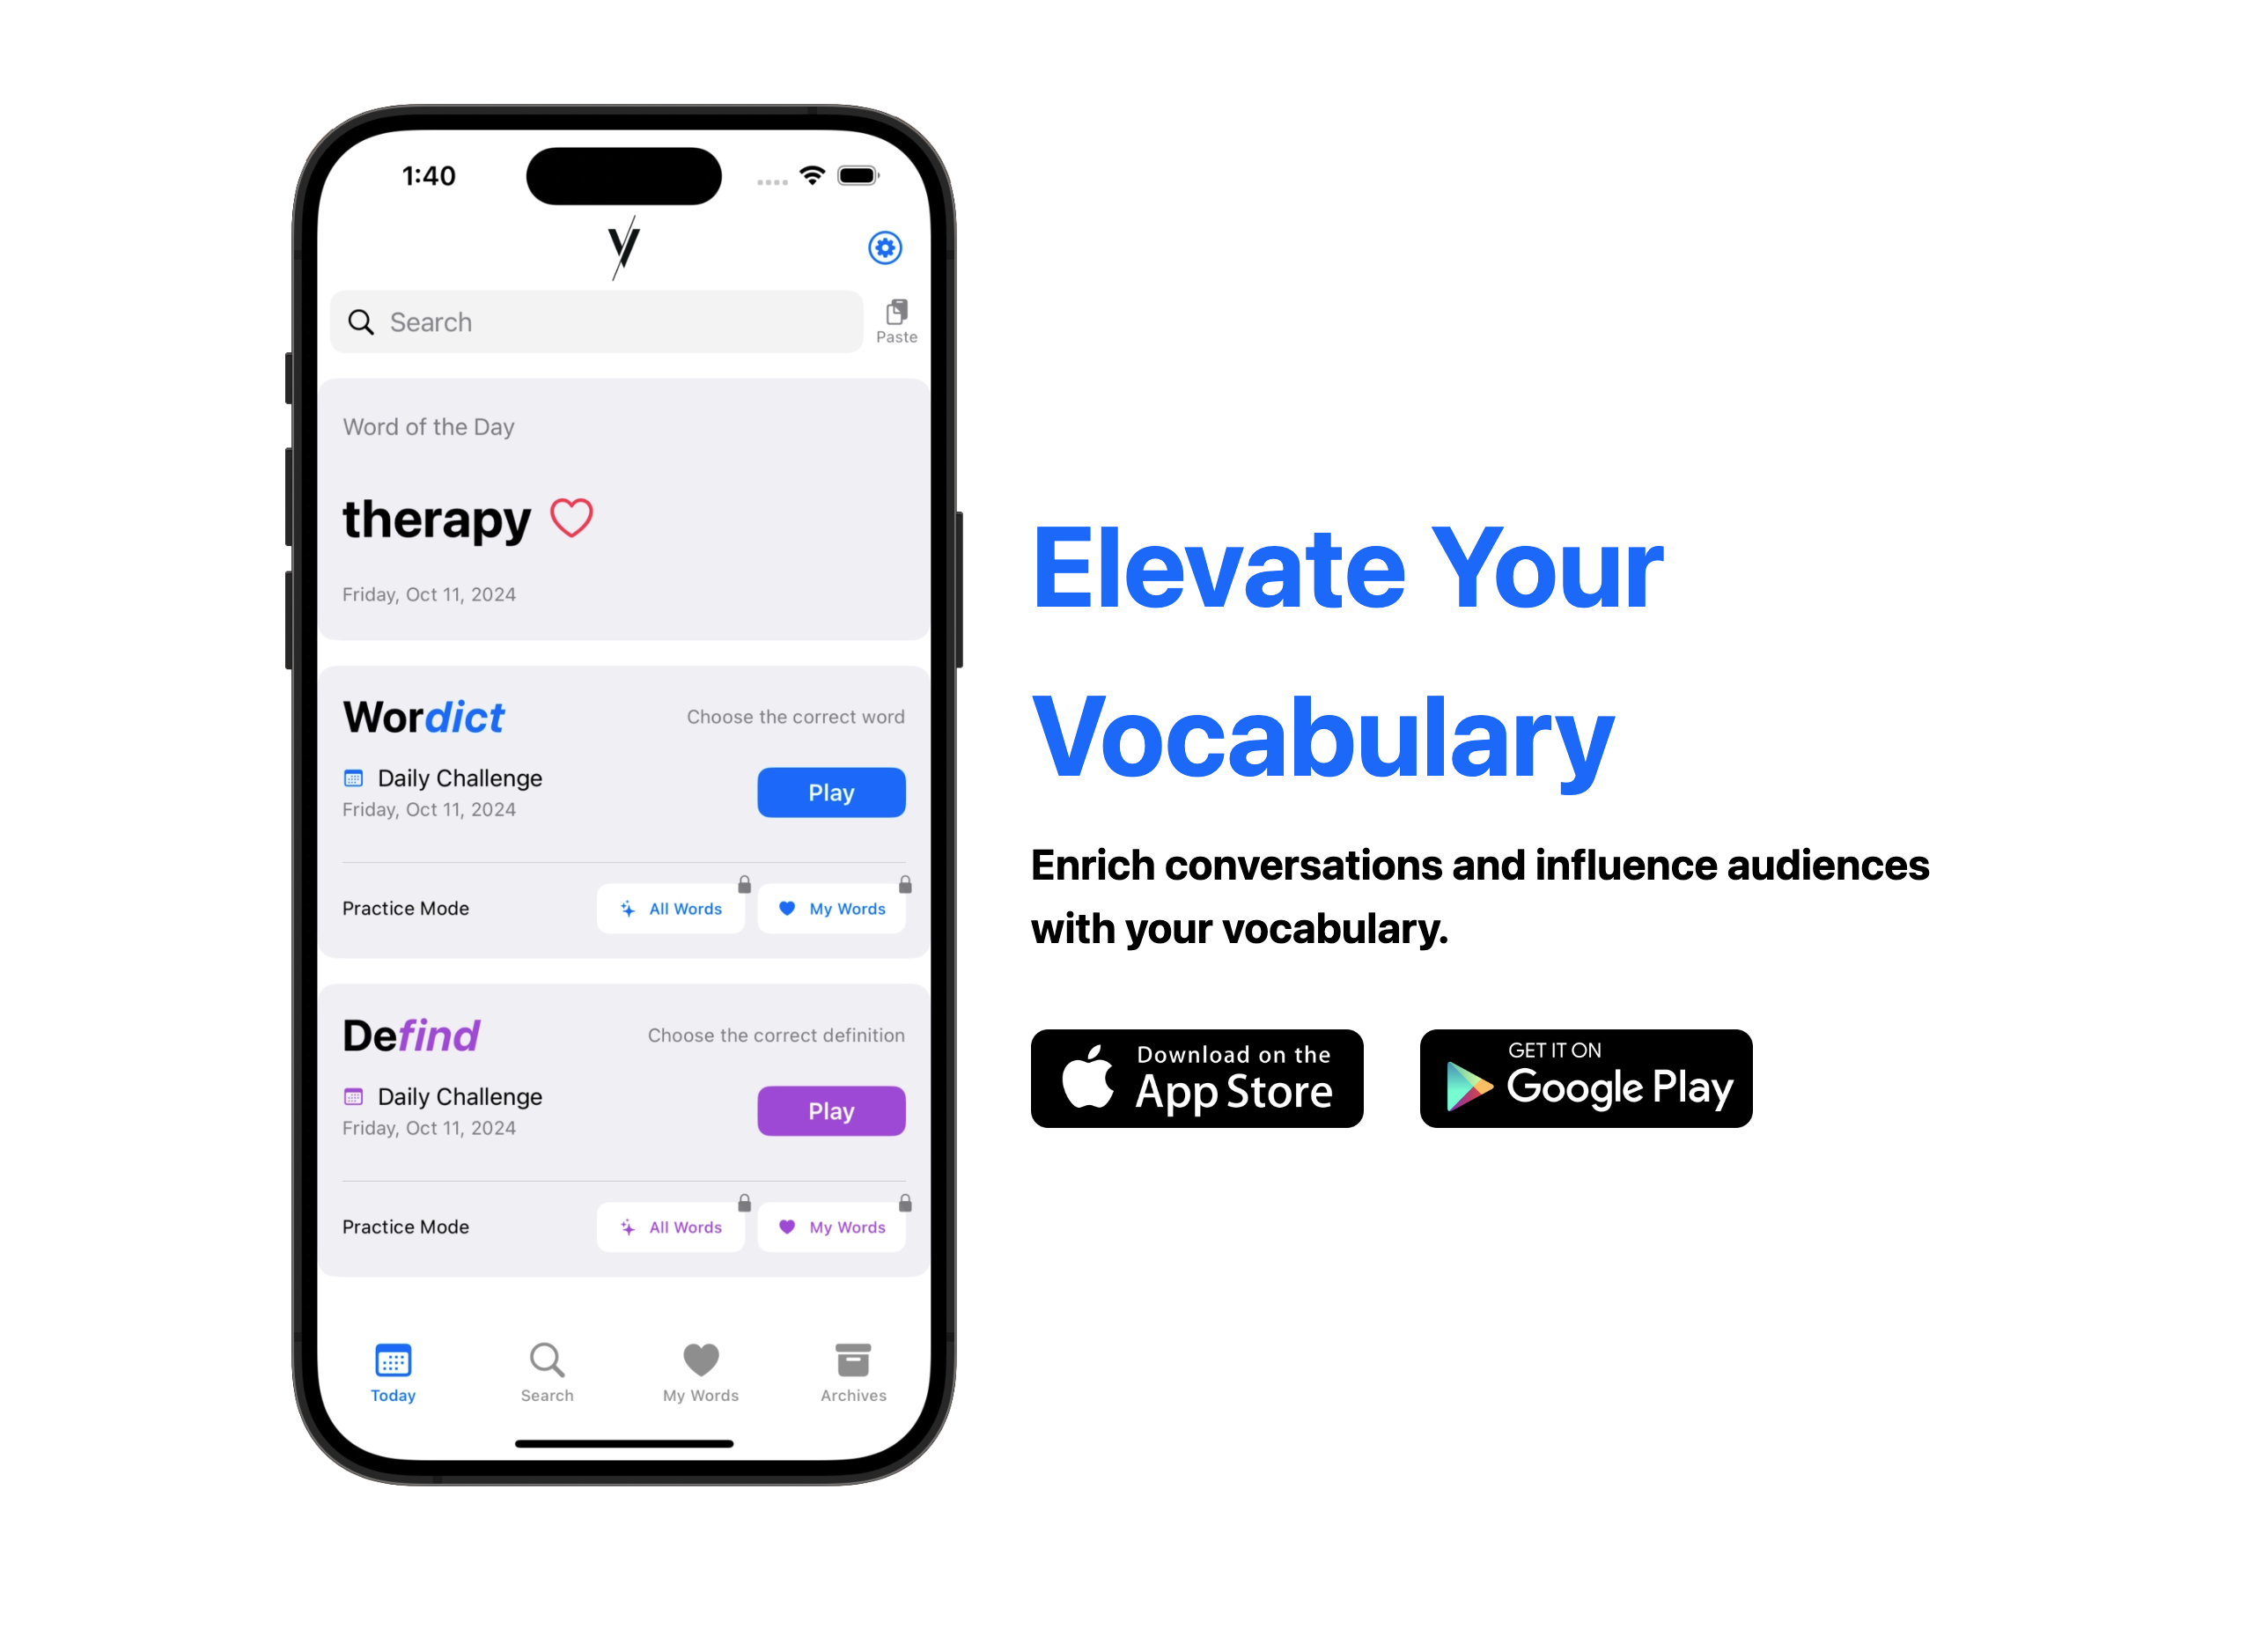 1:40
Search
Paste
Word of the Day
therapy
Friday, Oct 11, 2024
Wordict
Choose the correct word
Daily Challenge
Friday, Oct 11, 2024
Play
Practice Mode
All Words
My Words
Defind
Choose the correct definition
Daily Challenge
Friday, Oct 11, 2024
Play
Practice Mode
All Words
My Words
Today
Search
My Words
Archives
Elevate Your
Vocabulary
Enrich conversations and influence audiences
with your vocabulary.
Download on the
App Store
GET IT ON
Google Play